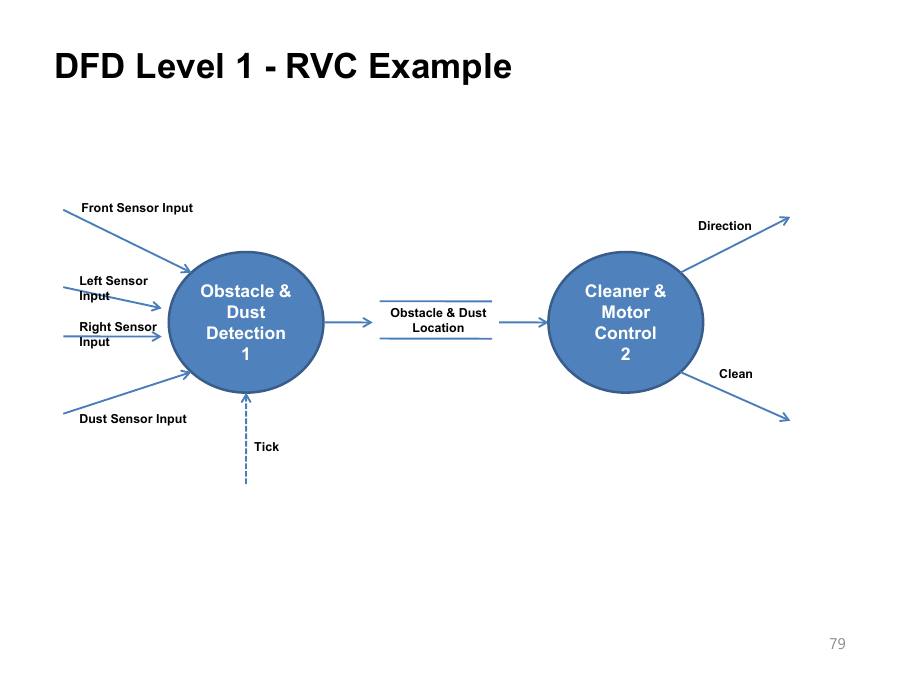 DFD Level 1 - RVC Example
Front Sensor Input
Direction
Left Sensor
Input
Right Sensor
Input
Obstacle &
Dust
Detection
1
Obstacle & Dust
Location
Cleaner &
Motor
Control
2
Clean
Dust Sensor Input
Tick
79